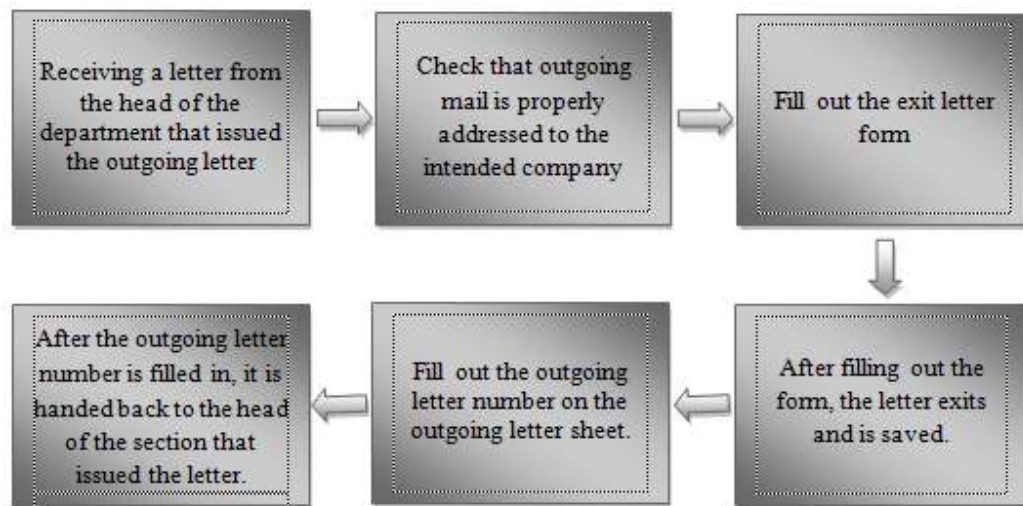 Receiving a letter from
the head of the
department that issued
the outgoing letter
Check that outgoing
mail is properly
addressed to the
intended company
Fill out the exit letter
form
After filling out the
form, the letter exits
and is saved.
Fill out the outgoing
letter number on the
outgoing letter sheet.
After the outgoing letter
number is filled in, it is
handed back to the head
of the section that
issued the letter.